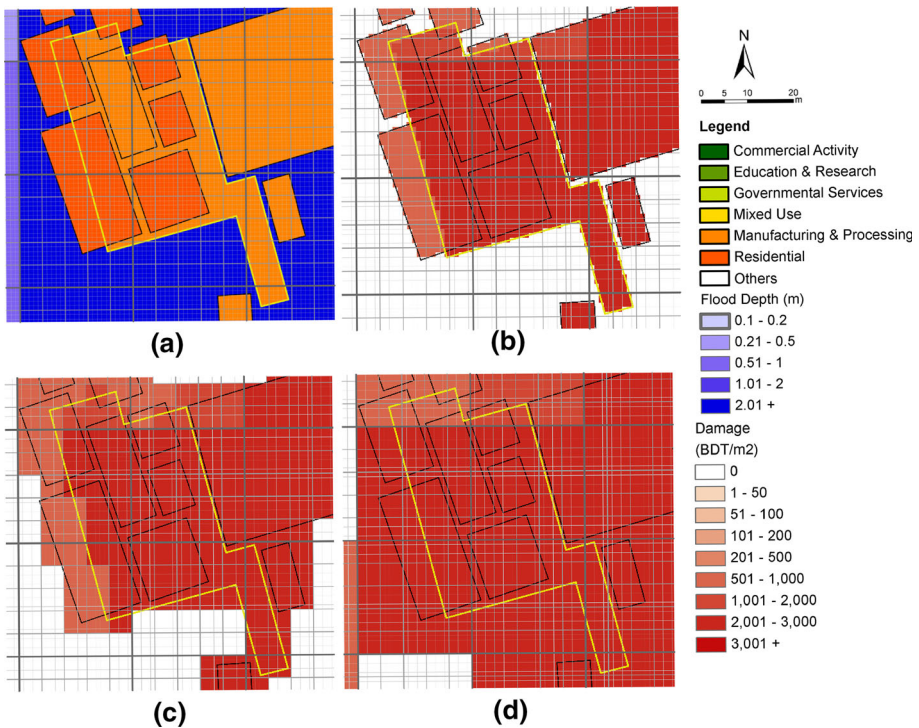 (a)
(b)
(c)
(d)
N
0 5 10 20
m
Legend
Commercial Activity
Education & Research
Governmental Services
Mixed Use
Manufacturing & Processing
Residential
Others
Flood Depth (m)
0.1 - 0.2
0.21 - 0.5
0.51 - 1
1.01 - 2
2.01 +
Damage
(BDT/m2)
0
1 - 50
51 - 100
101 - 200
201 - 500
501 - 1,000
1,001 - 2,000
2,001 - 3,000
3,001 +